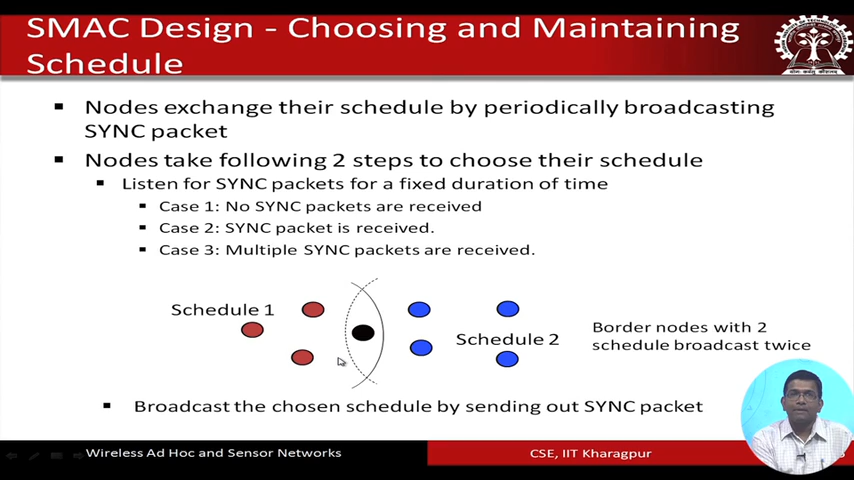 SMAC Design - Choosing and Maintaining
Schedule
Nodes exchange their schedule by periodically broadcasting
SYNC packet
Nodes take following 2 steps to choose their schedule
Listen for SYNC packets for a fixed duration of time
Case 1: No SYNC packets are received
Case 2: SYNC packet is received.
Case 3: Multiple SYNC packets are received.
Schedule 1
Schedule 2
Border nodes with 2
schedule broadcast twice
Broadcast the chosen schedule by sending out SYNC packet
Wireless Ad Hoc and Sensor Networks
CSE, IIT Kharagpur